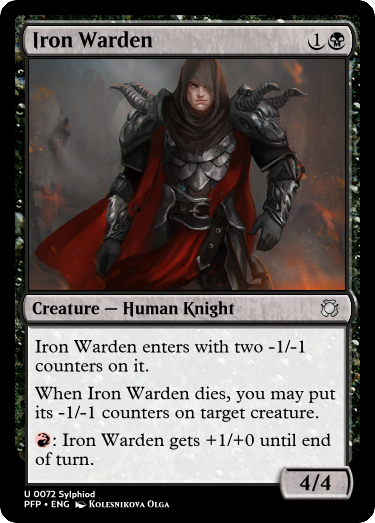 Iron Warden 1
Creature — Human Knight
Iron Warden enters with two -1/-1
counters on it.
When Iron Warden dies, you may put
its -1/-1 counters on target creature.
: Iron Warden gets +1/+0 until end
of turn.
4/4
U 0072 Sylphiod
PFP • ENG Kolesnikova Olga